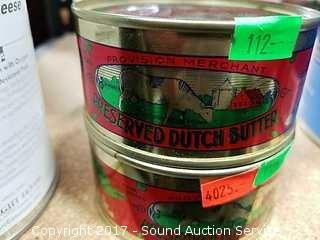 eese
112
PROVISION MERCHANT
PRESERVED DUTCH BUTTER
4025
Copyright 2017 - Sound Auction Service